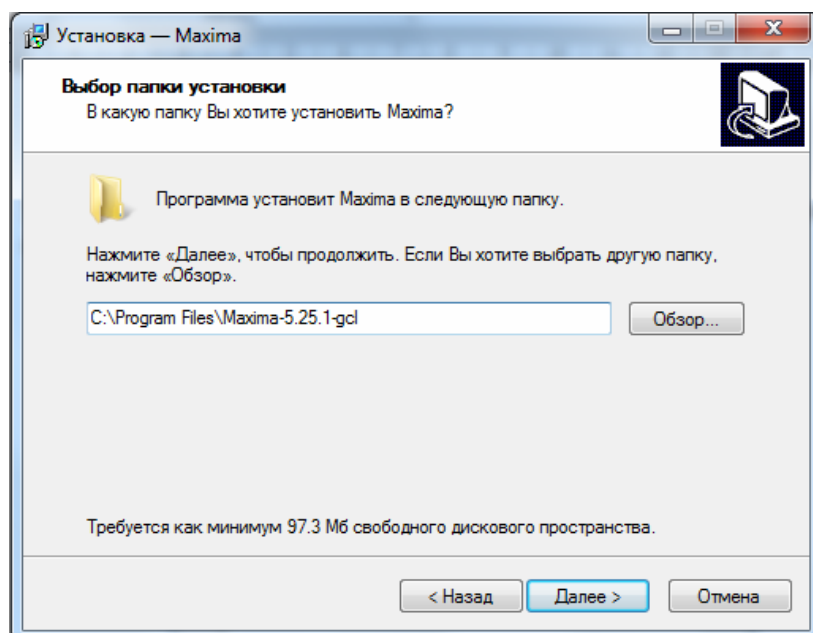 Установка — Maxima
Выбор папки установки
В какую папку Вы хотите установить Maxima?
Программа установит Maxima в следующую папку.
Нажмите «Далее», чтобы продолжить. Если Вы хотите выбрать другую папку,
нажмите «Обзор».
C:\Program Files\Maxima-5.25.1-gcl
Обзор...
Требуется как минимум 97.3 Мб свободного дискового пространства.
< Назад
Далее >
Отмена